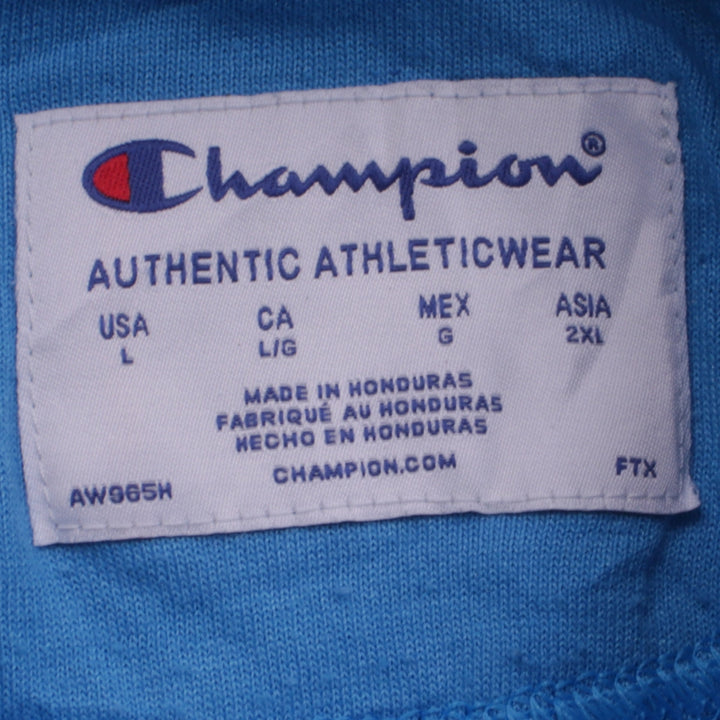 Champion®
AUTHENTIC ATHLETICWEAR
USA CA MEX ASIA
L L/G G 2XL
MADE IN HONDURAS
FABRIQUÉ AU HONDURAS
HECHO EN HONDURAS
CHAMPION.COM
AW965H FTX